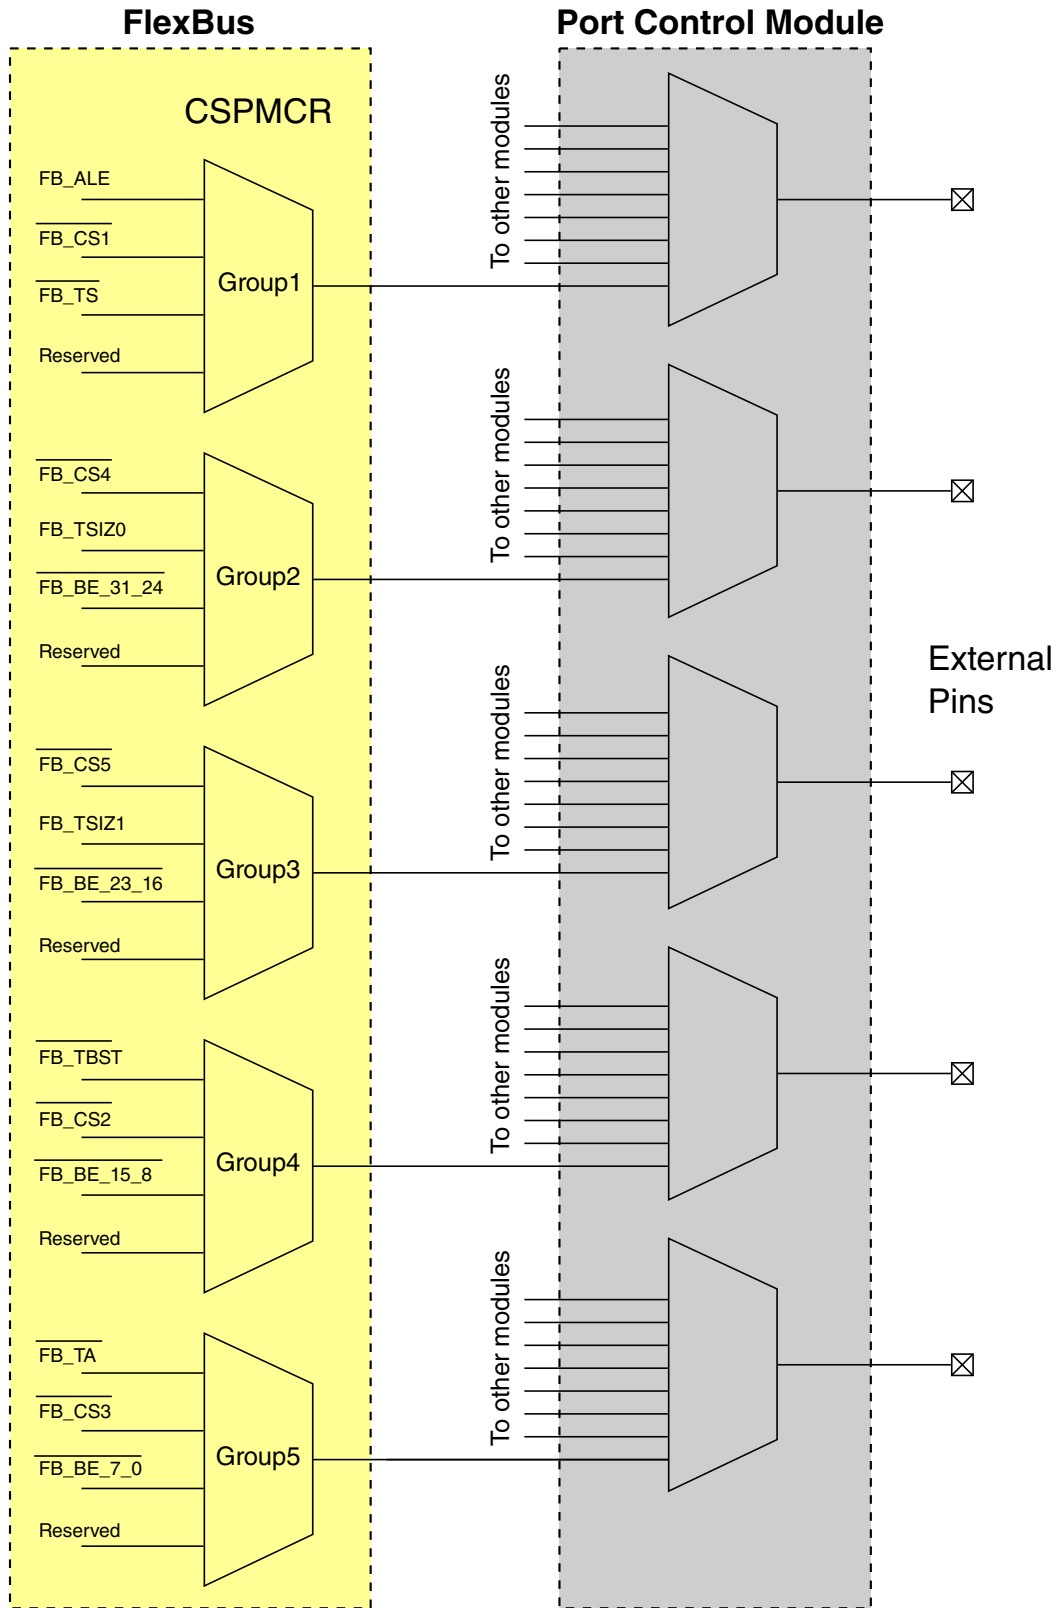 FlexBus
Port Control Module
CSPMCR
FB_ALE
FB_CS1
FB_TS
Reserved
Group1
To other modules
FB_CS4
FB_TSIZ0
FB_BE_31_24
Reserved
Group2
To other modules
FB_CS5
FB_TSIZ1
FB_BE_23_16
Reserved
Group3
To other modules
External
Pins
FB_TBST
FB_CS2
FB_BE_15_8
Reserved
Group4
To other modules
FB_TA
FB_CS3
FB_BE_7_0
Reserved
Group5
To other modules